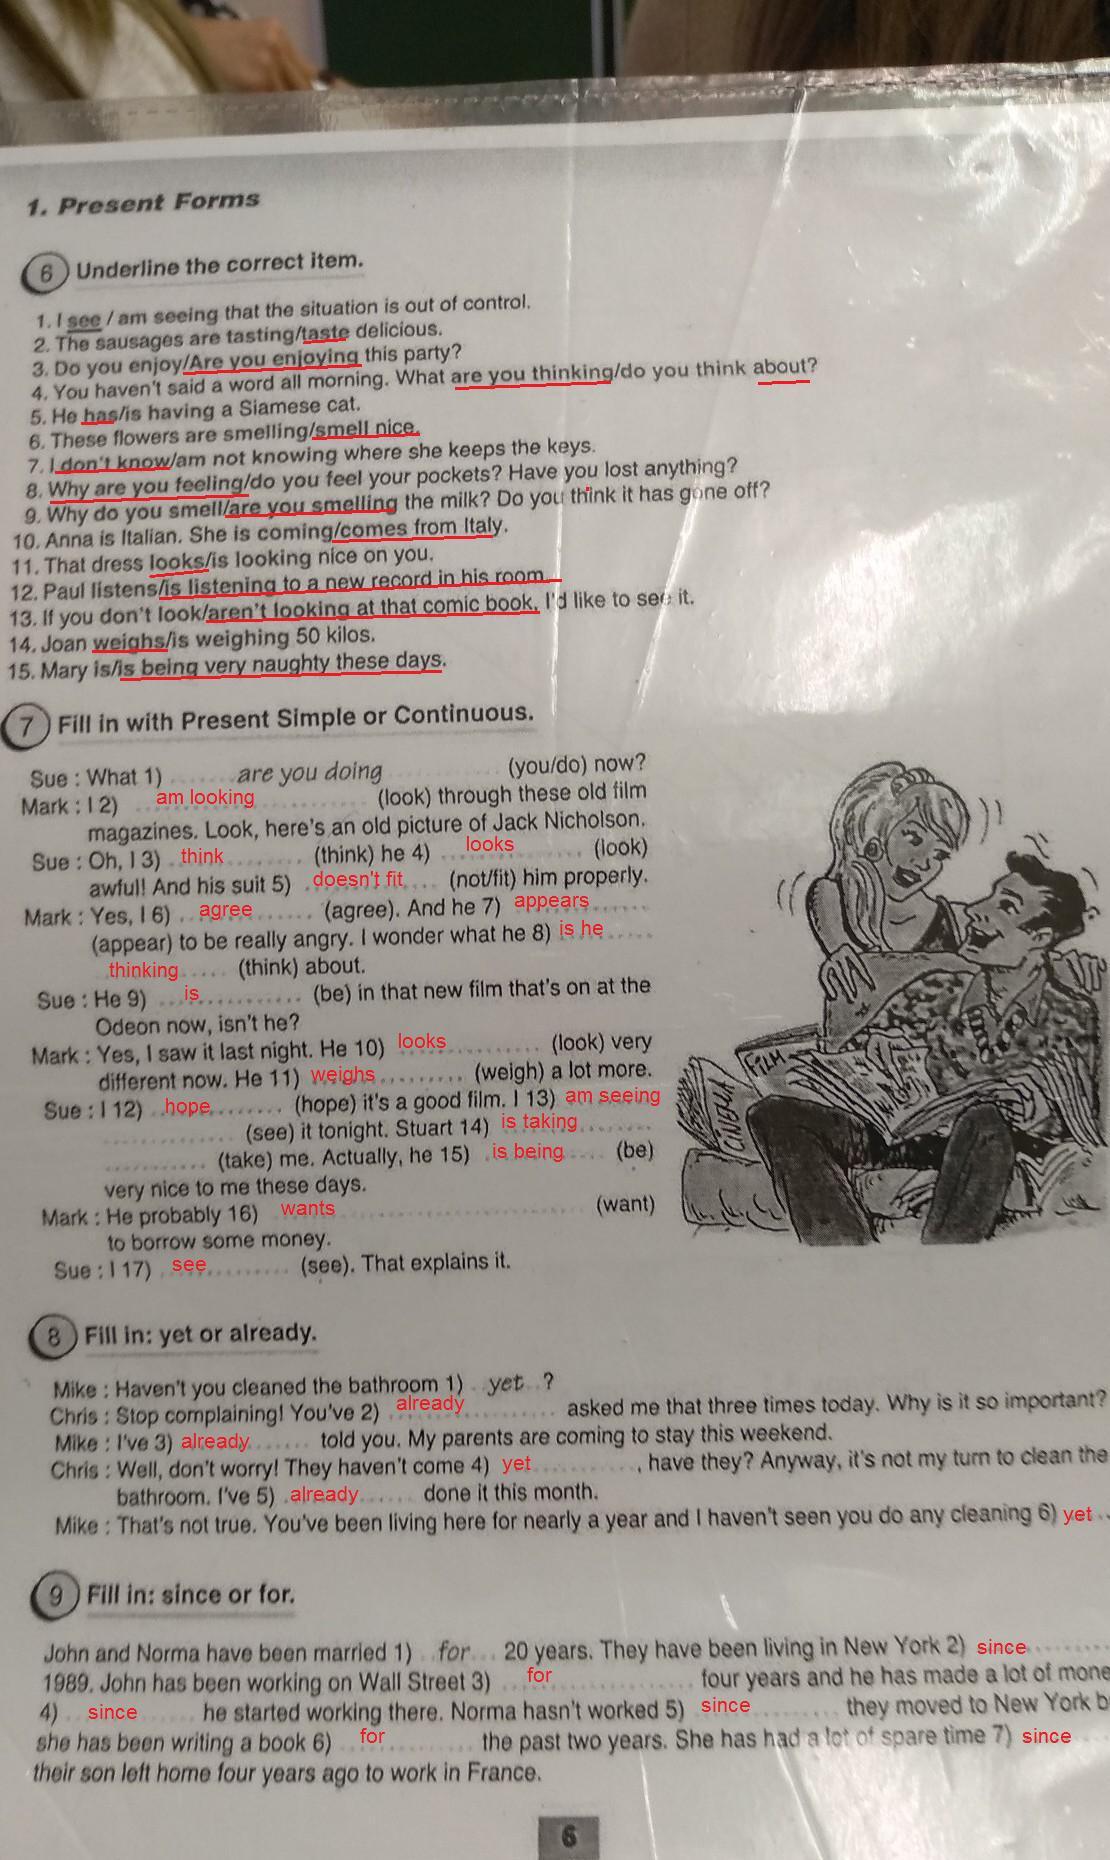 1. Present Forms
6 Underline the correct item.
1. I see / am seeing that the situation is out of control.
2. The sausages are tasting/taste delicious.
3. Do you enjoy/Are you enjoying this party?
4. You haven't said a word all morning. What are you thinking/do you think about?
5. He has/is having a Siamese cat.
6. These flowers are smelling/smell nice.
7. I don't know/am not knowing where she keeps the keys.
8. Why are you feeling/do you feel your pockets? Have you lost anything?
9. Why do you smell/are you smelling the milk? Do you think it has gone off?
10. Anna is Italian. She is coming/comes from Italy.
11. That dress looks/is looking nice on you.
12. Paul listens/is listening to a new record in his room.
13. If you don't look/aren't looking at that comic book, I'd like to see it.
14. Joan weighs/is weighing 50 kilos.
15. Mary is/is being very naughty these days.
7 Fill in with Present Simple or Continuous.
Sue : What 1) are you doing (you/do) now?
Mark : I 2) am looking (look) through these old film
magazines. Look, here's an old picture of Jack Nicholson.
Sue : Oh, I 3) think (think) he 4) looks (look)
awful! And his suit 5) doesn't fit (not/fit) him properly.
Mark : Yes, I 6) agree (agree). And he 7) appears
(appear) to be really angry. I wonder what he 8) is he
thinking (think) about.
Sue : He 9) is (be) in that new film that's on at the
Odeon now, isn't he?
Mark : Yes, I saw it last night. He 10) looks (look) very
different now. He 11) weighs (weigh) a lot more.
Sue : I 12) hope (hope) it's a good film. I 13) am seeing
(see) it tonight. Stuart 14) is taking
(take) me. Actually, he 15) is being (be)
very nice to me these days.
Mark : He probably 16) wants (want)
to borrow some money.
Sue : I 17) see (see). That explains it.
FILM
CINEMA
8 Fill in: yet or already.
Mike : Haven't you cleaned the bathroom 1) yet ?
Chris : Stop complaining! You've 2) already asked me that three times today. Why is it so important?
Mike : I've 3) already told you. My parents are coming to stay this weekend.
Chris : Well, don't worry! They haven't come 4) yet , have they? Anyway, it's not my turn to clean the
bathroom. I've 5) already done it this month.
Mike : That's not true. You've been living here for nearly a year and I haven't seen you do any cleaning 6) yet
9 Fill in: since or for.
John and Norma have been married 1) for 20 years. They have been living in New York 2) since
1989. John has been working on Wall Street 3) for four years and he has made a lot of mone
4) since he started working there. Norma hasn't worked 5) since they moved to New York b
she has been writing a book 6) for the past two years. She has had a lot of spare time 7) since
their son left home four years ago to work in France.
6